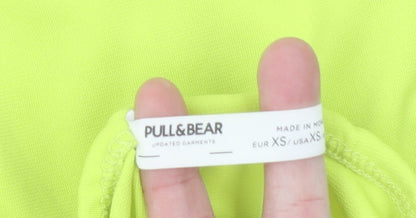 PULL&BEAR
UPDATED GARMENTS
MADE IN
EUR XS/USA XS/